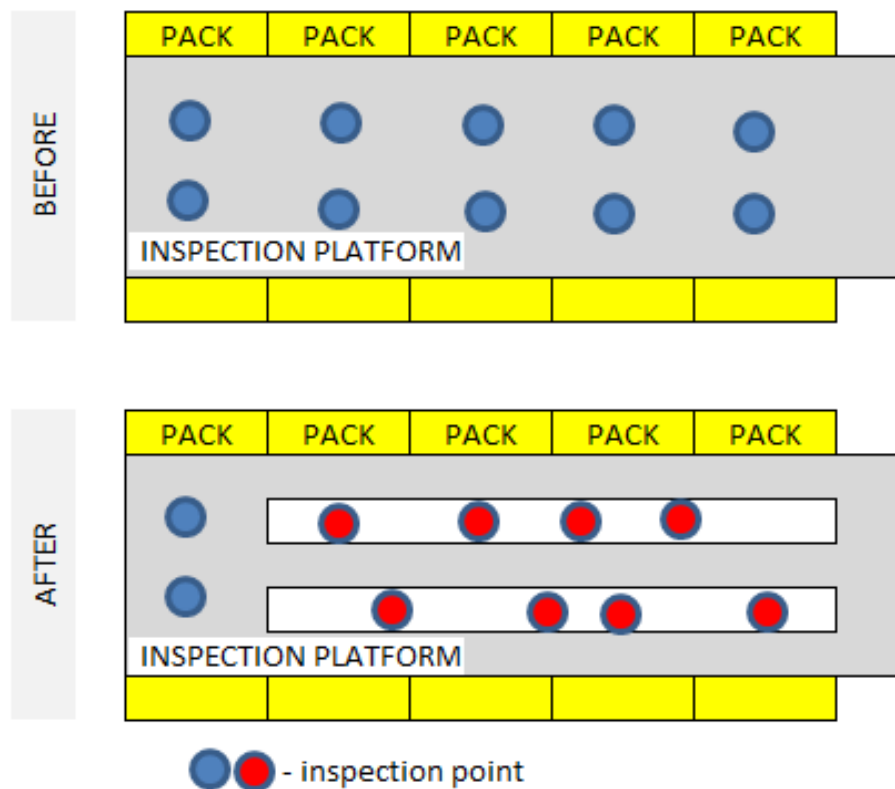 PACK PACK PACK PACK PACK
BEFORE
INSPECTION PLATFORM
PACK PACK PACK PACK PACK
AFTER
INSPECTION PLATFORM
- inspection point